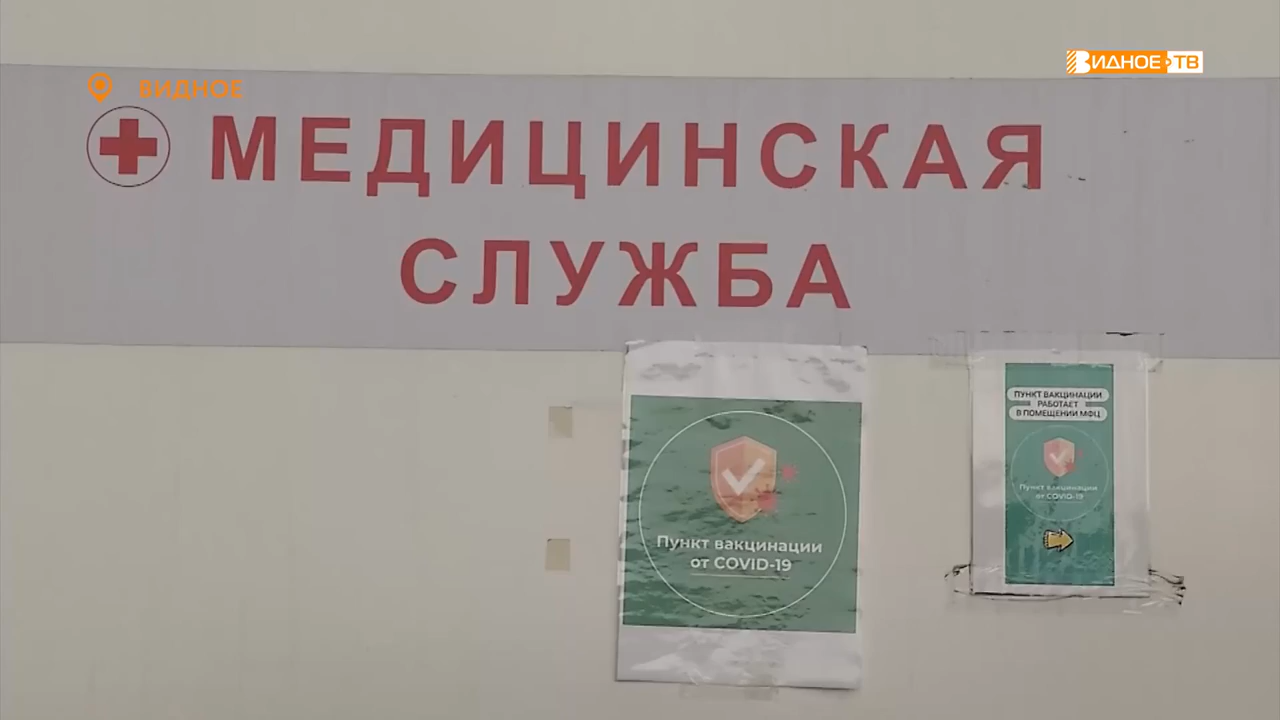 ВИДНОЕ
ВИДНОЕ ТВ
МЕДИЦИНСКАЯ
СЛУЖБА
Пункт вакцинации
от COVID-19
ПУНКТ ВАКЦИНАЦИИ
РАБОТАЕТ
В ПОМЕЩЕНИИ МФЦ
Пункт вакцинации
от COVID-19